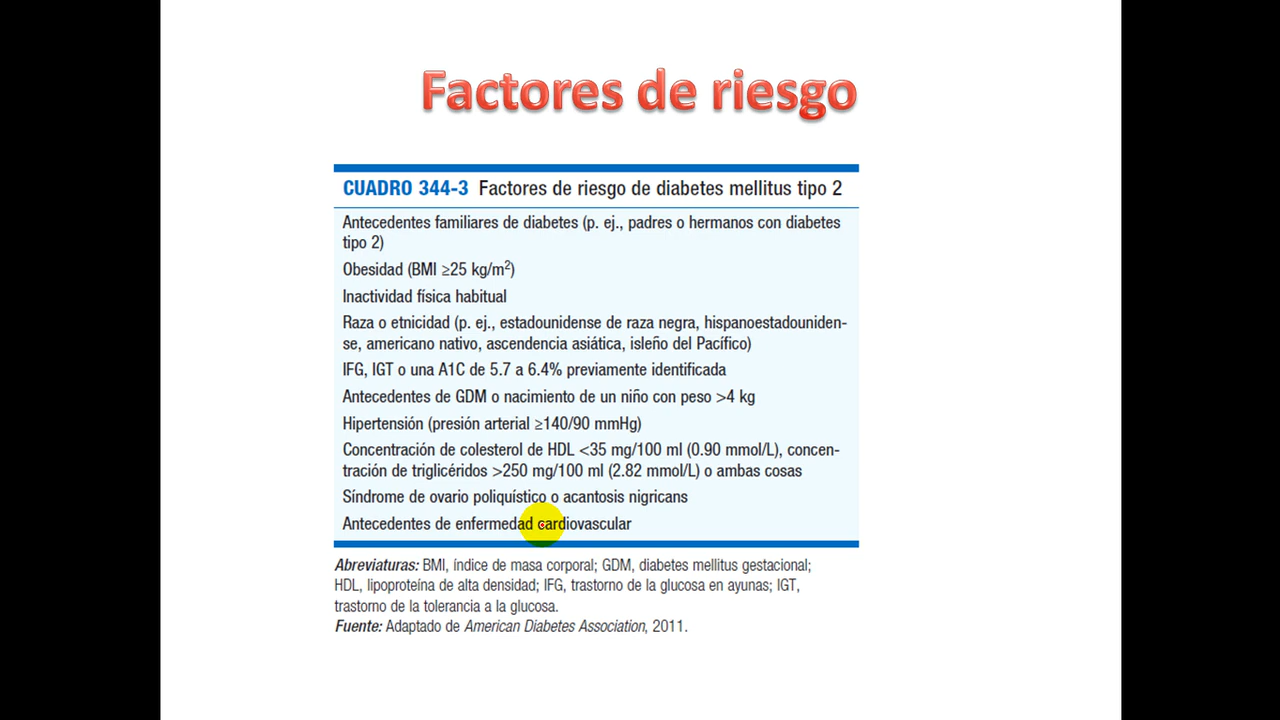 Factores de riesgo
CUADRO 344-3 Factores de riesgo de diabetes mellitus tipo 2
Antecedentes familiares de diabetes (p. ej., padres o hermanos con diabetes
tipo 2)
Obesidad (BMI ≥25 kg/m²)
Inactividad física habitual
Raza o etnicidad (p. ej., estadounidense de raza negra, hispanoestadouniden-
se, americano nativo, ascendencia asiática, isleño del Pacífico)
IFG, IGT o una A1C de 5.7 a 6.4% previamente identificada
Antecedentes de GDM o nacimiento de un niño con peso >4 kg
Hipertensión (presión arterial ≥140/90 mmHg)
Concentración de colesterol de HDL <35 mg/100 ml (0.90 mmol/L), concen-
tración de triglicéridos >250 mg/100 ml (2.82 mmol/L) o ambas cosas
Síndrome de ovario poliquístico o acantosis nigricans
Antecedentes de enfermedad cardiovascular
Abreviaturas: BMI, índice de masa corporal; GDM, diabetes mellitus gestacional;
HDL, lipoproteína de alta densidad; IFG, trastorno de la glucosa en ayunas; IGT,
trastorno de la tolerancia a la glucosa.
Fuente: Adaptado de American Diabetes Association, 2011.